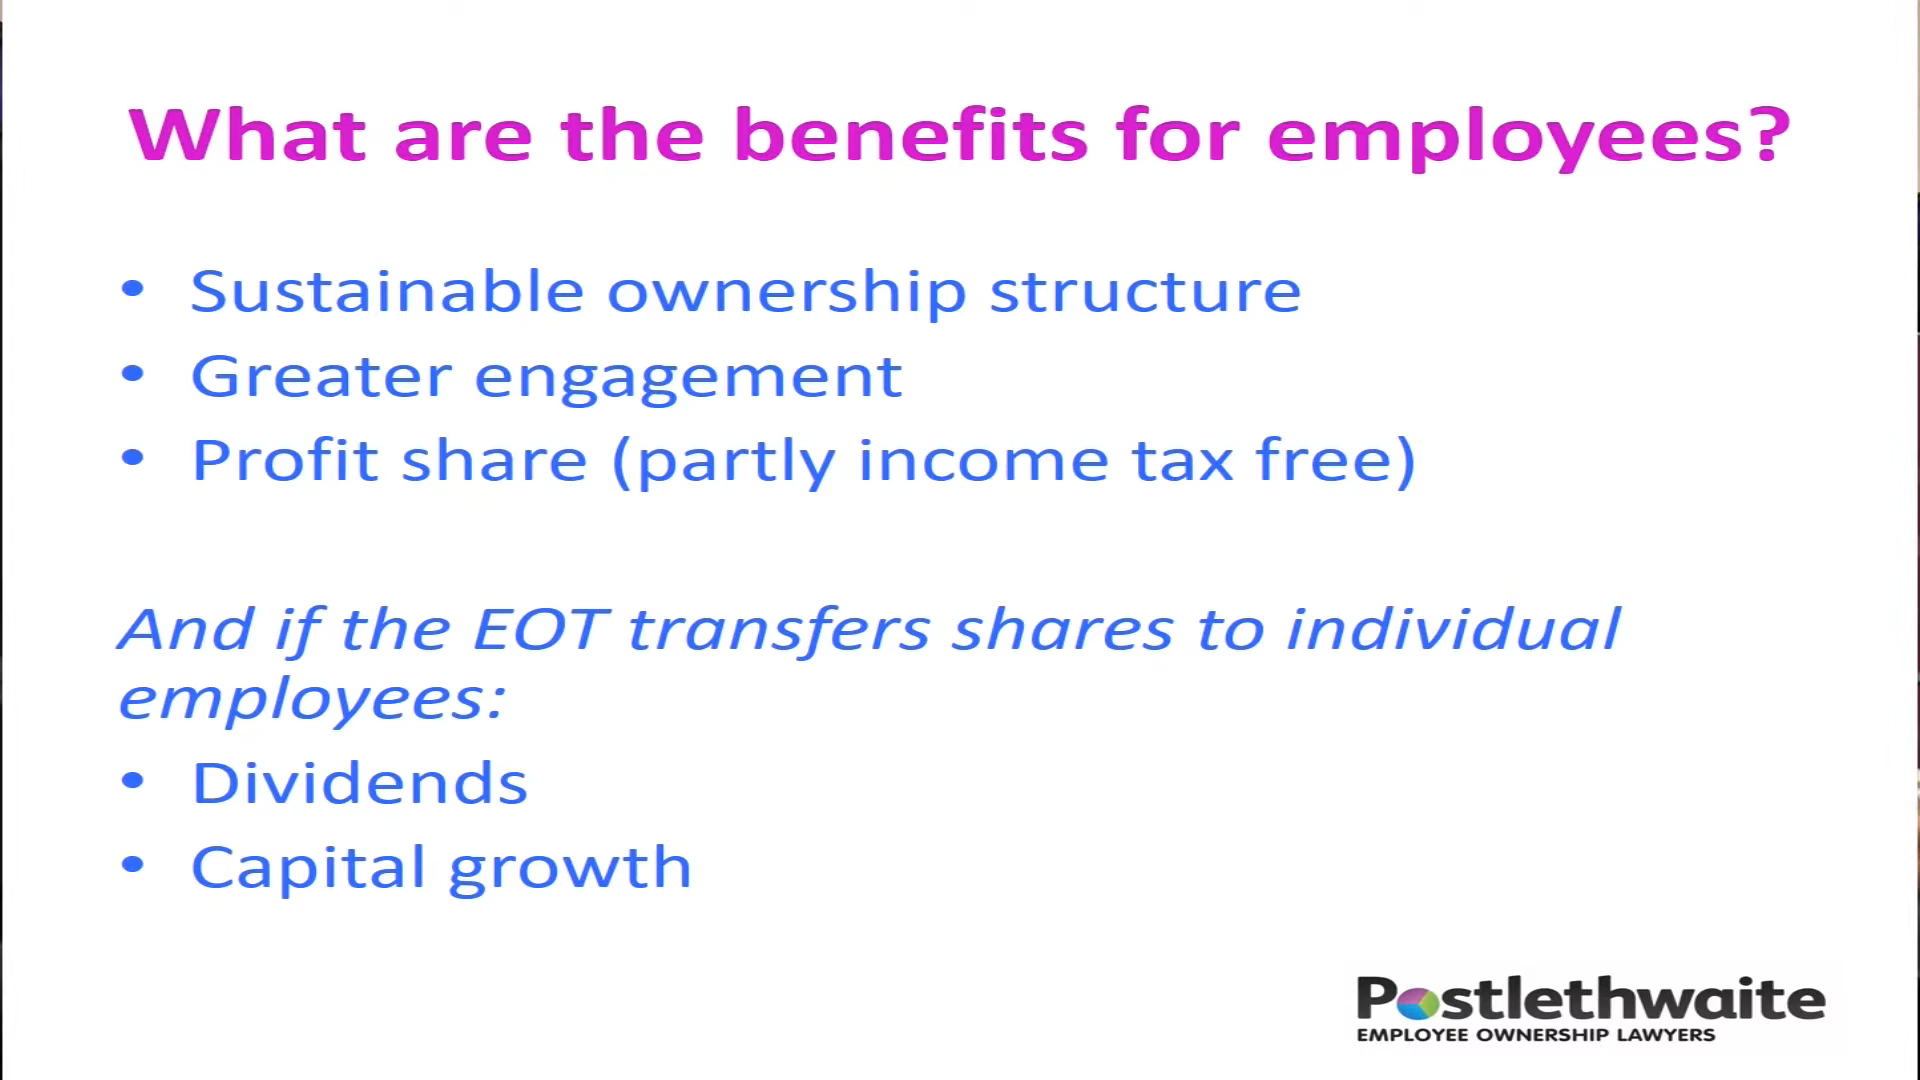 What are the benefits for employees?
• Sustainable ownership structure
• Greater engagement
• Profit share (partly income tax free)
And if the EOT transfers shares to individual
employees:
• Dividends
• Capital growth
Postlethwaite
EMPLOYEE OWNERSHIP LAWYERS